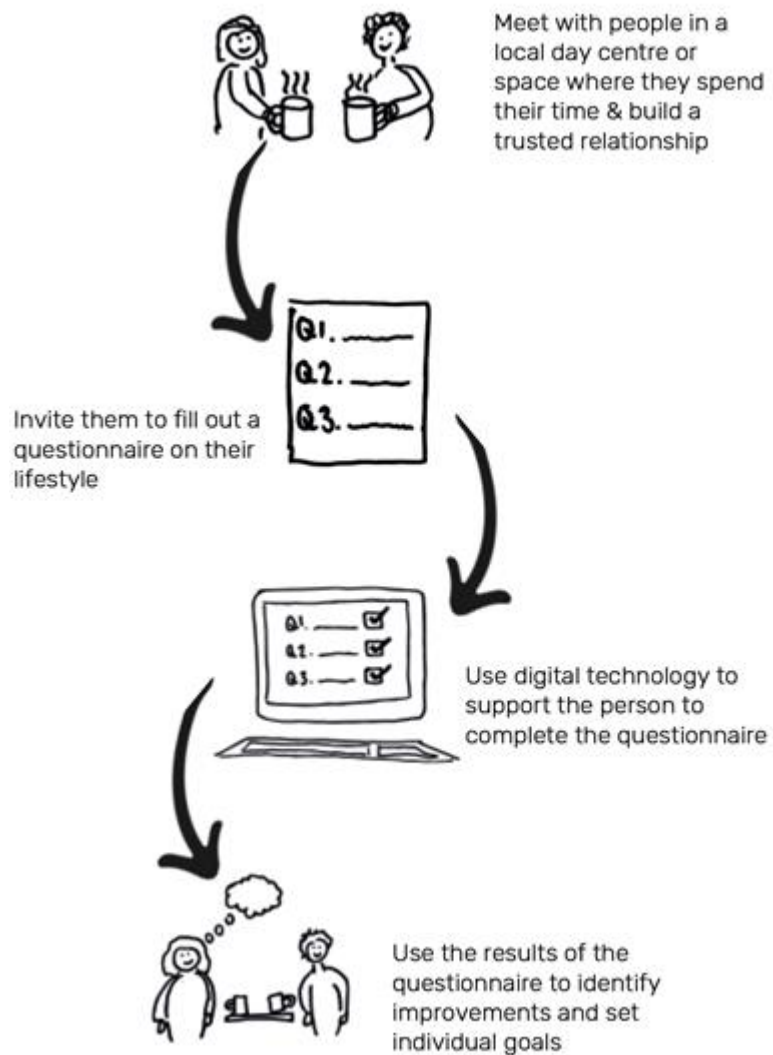 Meet with people in a
local day centre or
space where they spend
their time & build a
trusted relationship
Q1.
Q2.
Q3.
Invite them to fill out a
questionnaire on their
lifestyle
Q1.
Q2.
Q3.
Use digital technology to
support the person to
complete the questionnaire
Use the results of the
questionnaire to identify
improvements and set
individual goals